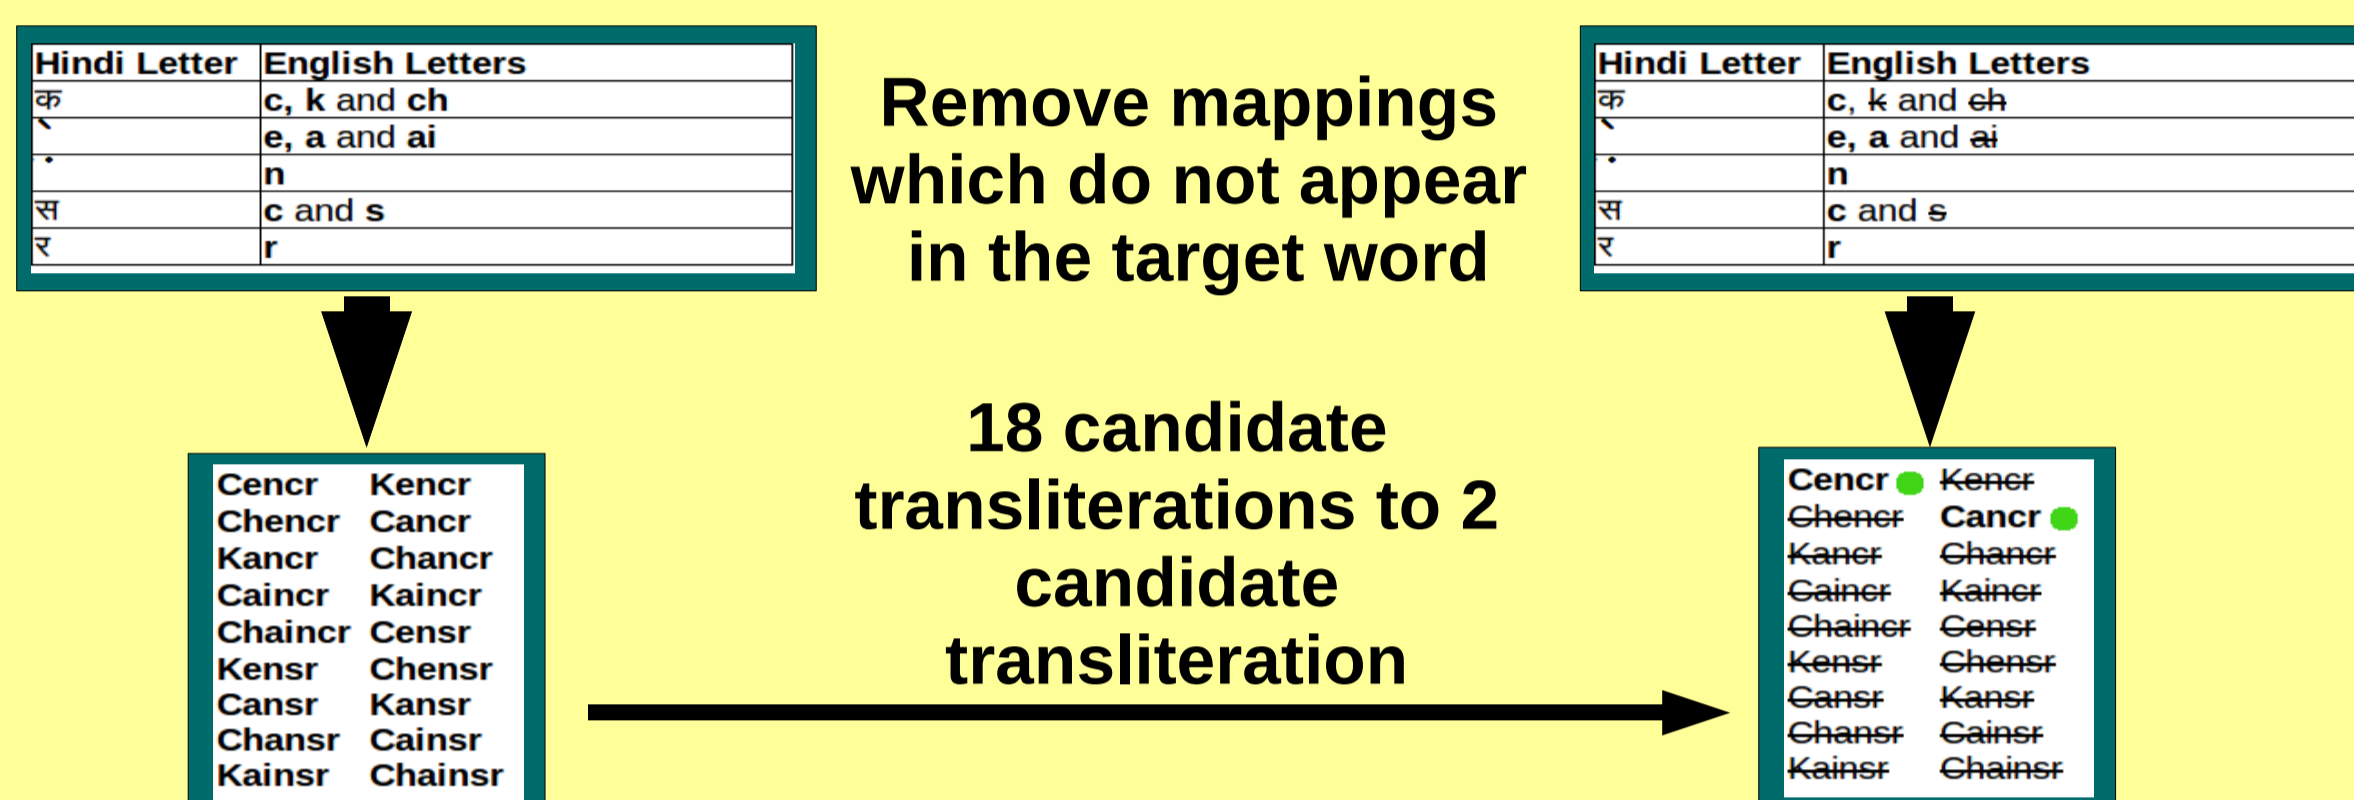 Hindi Letter English Letters
क c, k and ch
े e, a and ai
ं n
स c and s
र r
Remove mappings
which do not appear
in the target word
Hindi Letter English Letters
क c, k and ch
े e, a and ai
ं n
स c and s
र r
18 candidate
transliterations to 2
candidate
transliteration
Cencr Kencr
Chencr Cancr
Kancr Chancr
Caincr Kaincr
Chaincr Censr
Kensr Chensr
Cansr Kansr
Chansr Cainsr
Kainsr Chainsr
Cencr Kencr
Chencr Cancr
Kancr Chancr
Caincr Kaincr
Chaincr Censr
Kensr Chensr
Cansr Kansr
Chansr Cainsr
Kainsr Chainsr